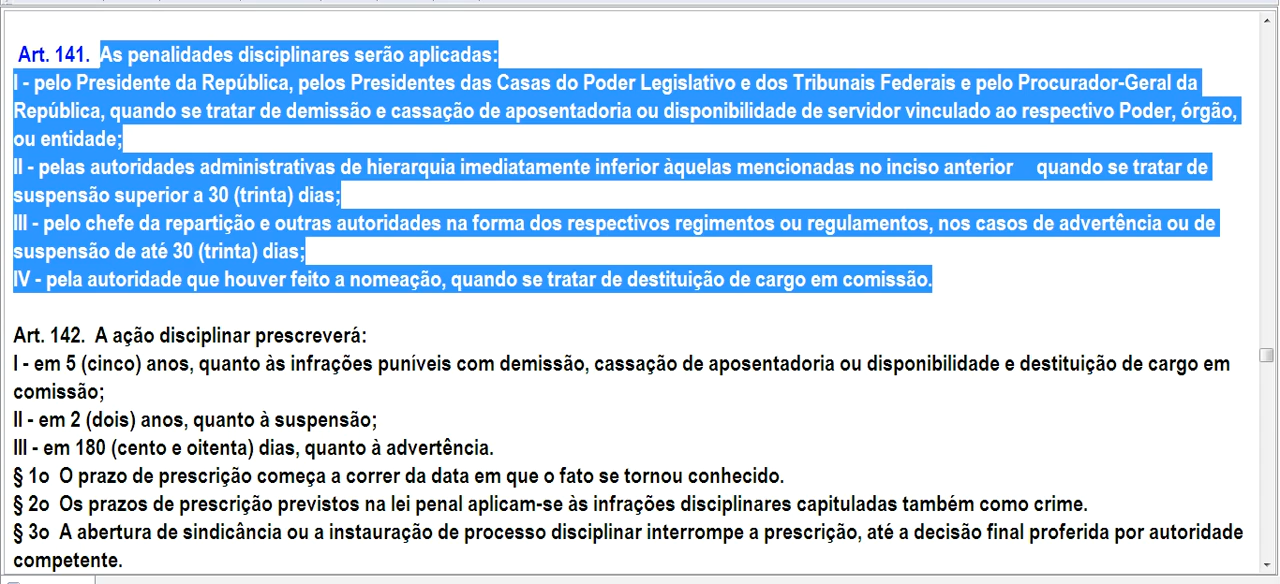 Art. 141. As penalidades disciplinares serão aplicadas:
I - pelo Presidente da República, pelos Presidentes das Casas do Poder Legislativo e dos Tribunais Federais e pelo Procurador-Geral da
República, quando se tratar de demissão e cassação de aposentadoria ou disponibilidade de servidor vinculado ao respectivo Poder, órgão,
ou entidade;
II - pelas autoridades administrativas de hierarquia imediatamente inferior àquelas mencionadas no inciso anterior quando se tratar de
suspensão superior a 30 (trinta) dias;
III - pelo chefe da repartição e outras autoridades na forma dos respectivos regimentos ou regulamentos, nos casos de advertência ou de
suspensão de até 30 (trinta) dias;
IV - pela autoridade que houver feito a nomeação, quando se tratar de destituição de cargo em comissão.
Art. 142. A ação disciplinar prescreverá:
I - em 5 (cinco) anos, quanto às infrações puníveis com demissão, cassação de aposentadoria ou disponibilidade e destituição de cargo em
comissão;
II - em 2 (dois) anos, quanto à suspensão;
III - em 180 (cento e oitenta) dias, quanto à advertência.
§ 1o O prazo de prescrição começa a correr da data em que o fato se tornou conhecido.
§ 2o Os prazos de prescrição previstos na lei penal aplicam-se às infrações disciplinares capituladas também como crime.
§ 3o A abertura de sindicância ou a instauração de processo disciplinar interrompe a prescrição, até a decisão final proferida por autoridade
competente.